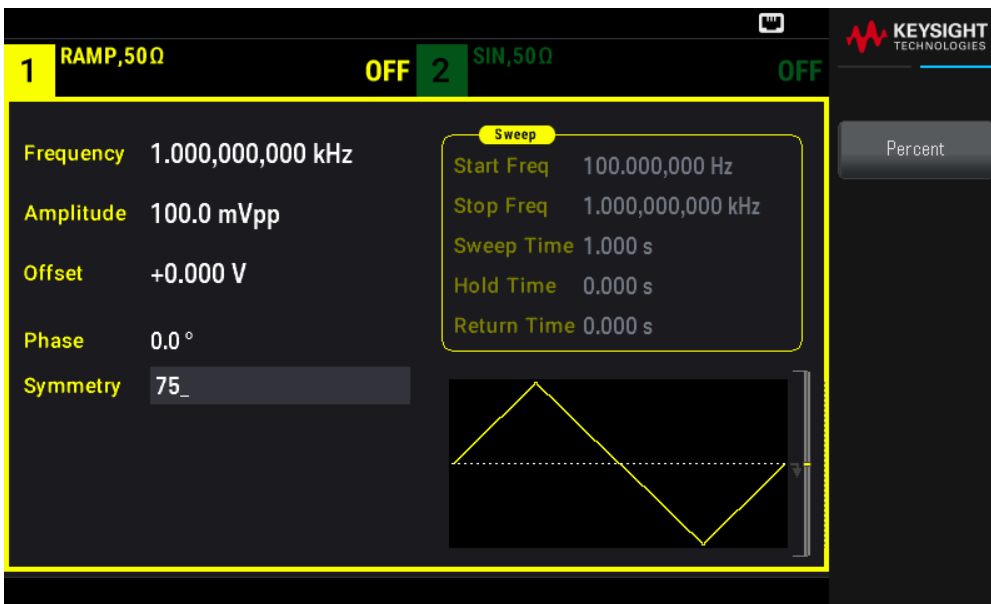 KEYSIGHT
TECHNOLOGIES
1 RAMP,50Ω OFF 2 SIN,50Ω OFF
Frequency 1.000,000,000 kHz
Amplitude 100.0 mVpp
Offset +0.000 V
Phase 0.0 °
Symmetry 75_
Sweep
Start Freq 100.000,000 Hz
Stop Freq 1.000,000,000 kHz
Sweep Time 1.000 s
Hold Time 0.000 s
Return Time 0.000 s
Percent